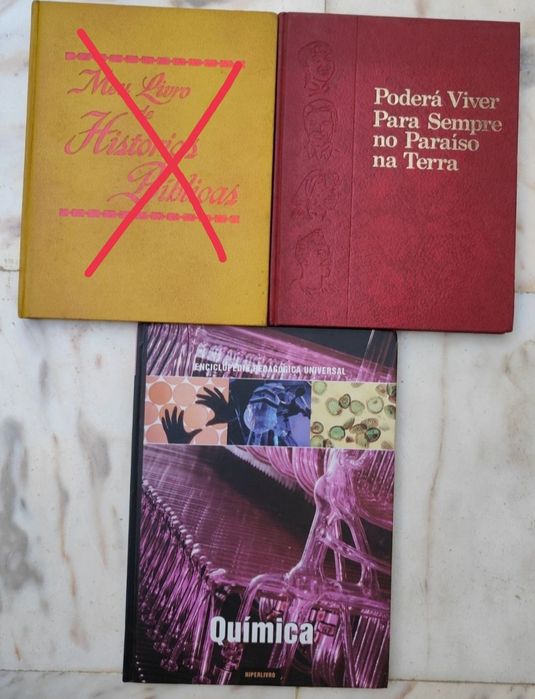 Meu Livro
de
Histórias
Bíblicas
Poderá Viver
Para Sempre
no Paraíso
na Terra
ENCICLOPÉDIA PEDAGÓGICA UNIVERSAL
Química
HIPERLIVRO